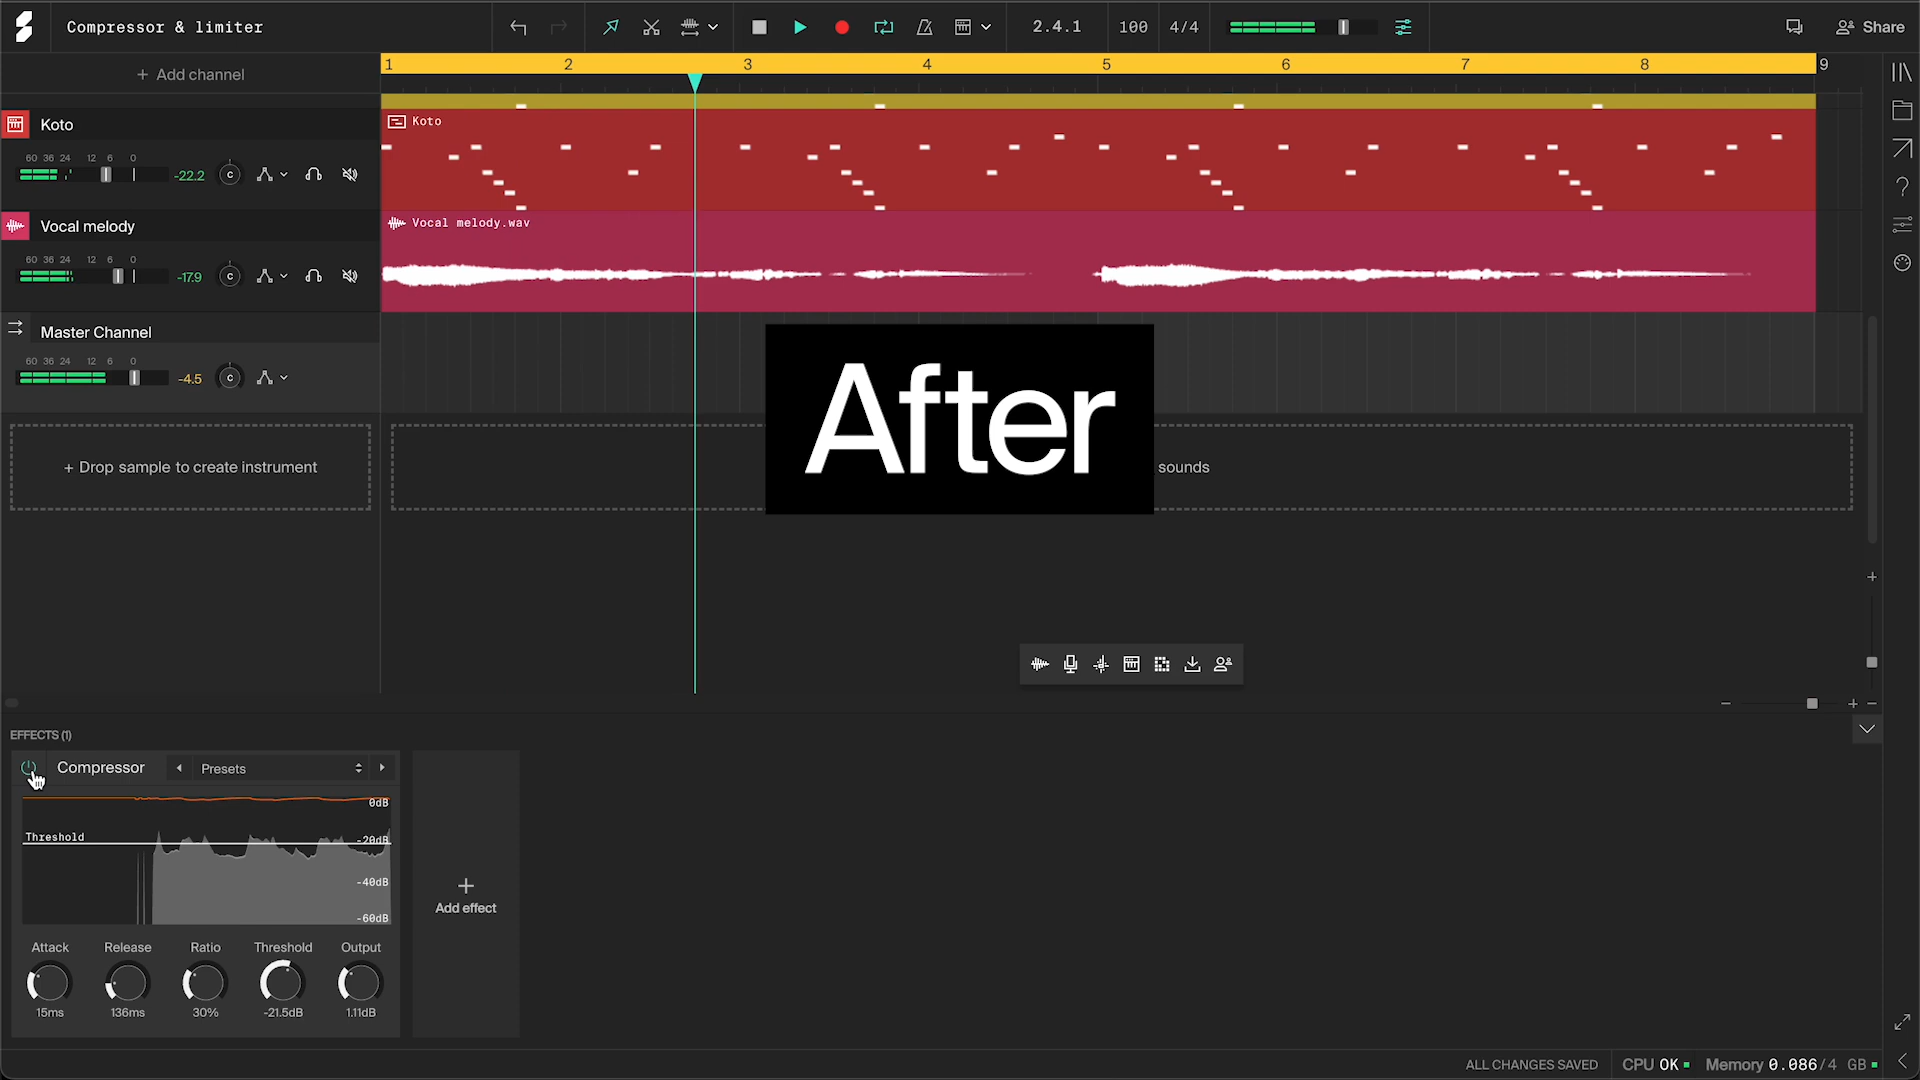 Compressor & limiter
2.4.1
100
4/4
Share
+ Add channel
1 2 3 4 5 6 7 8 9
Koto
60 36 24 12 6 0
-22.2
C
Koto
Vocal melody
60 36 24 12 6 0
-17.9
C
Vocal melody.wav
Master Channel
60 36 24 12 6 0
-4.5
C
After
+ Drop sample to create instrument
sounds
EFFECTS (1)
Compressor
Presets
0dB
Threshold
-20dB
-40dB
-60dB
Add effect
Attack Release Ratio Threshold Output
15ms 136ms 30% -21.5dB 1.11dB
ALL CHANGES SAVED
CPU OK
Memory 0.086/4 GB